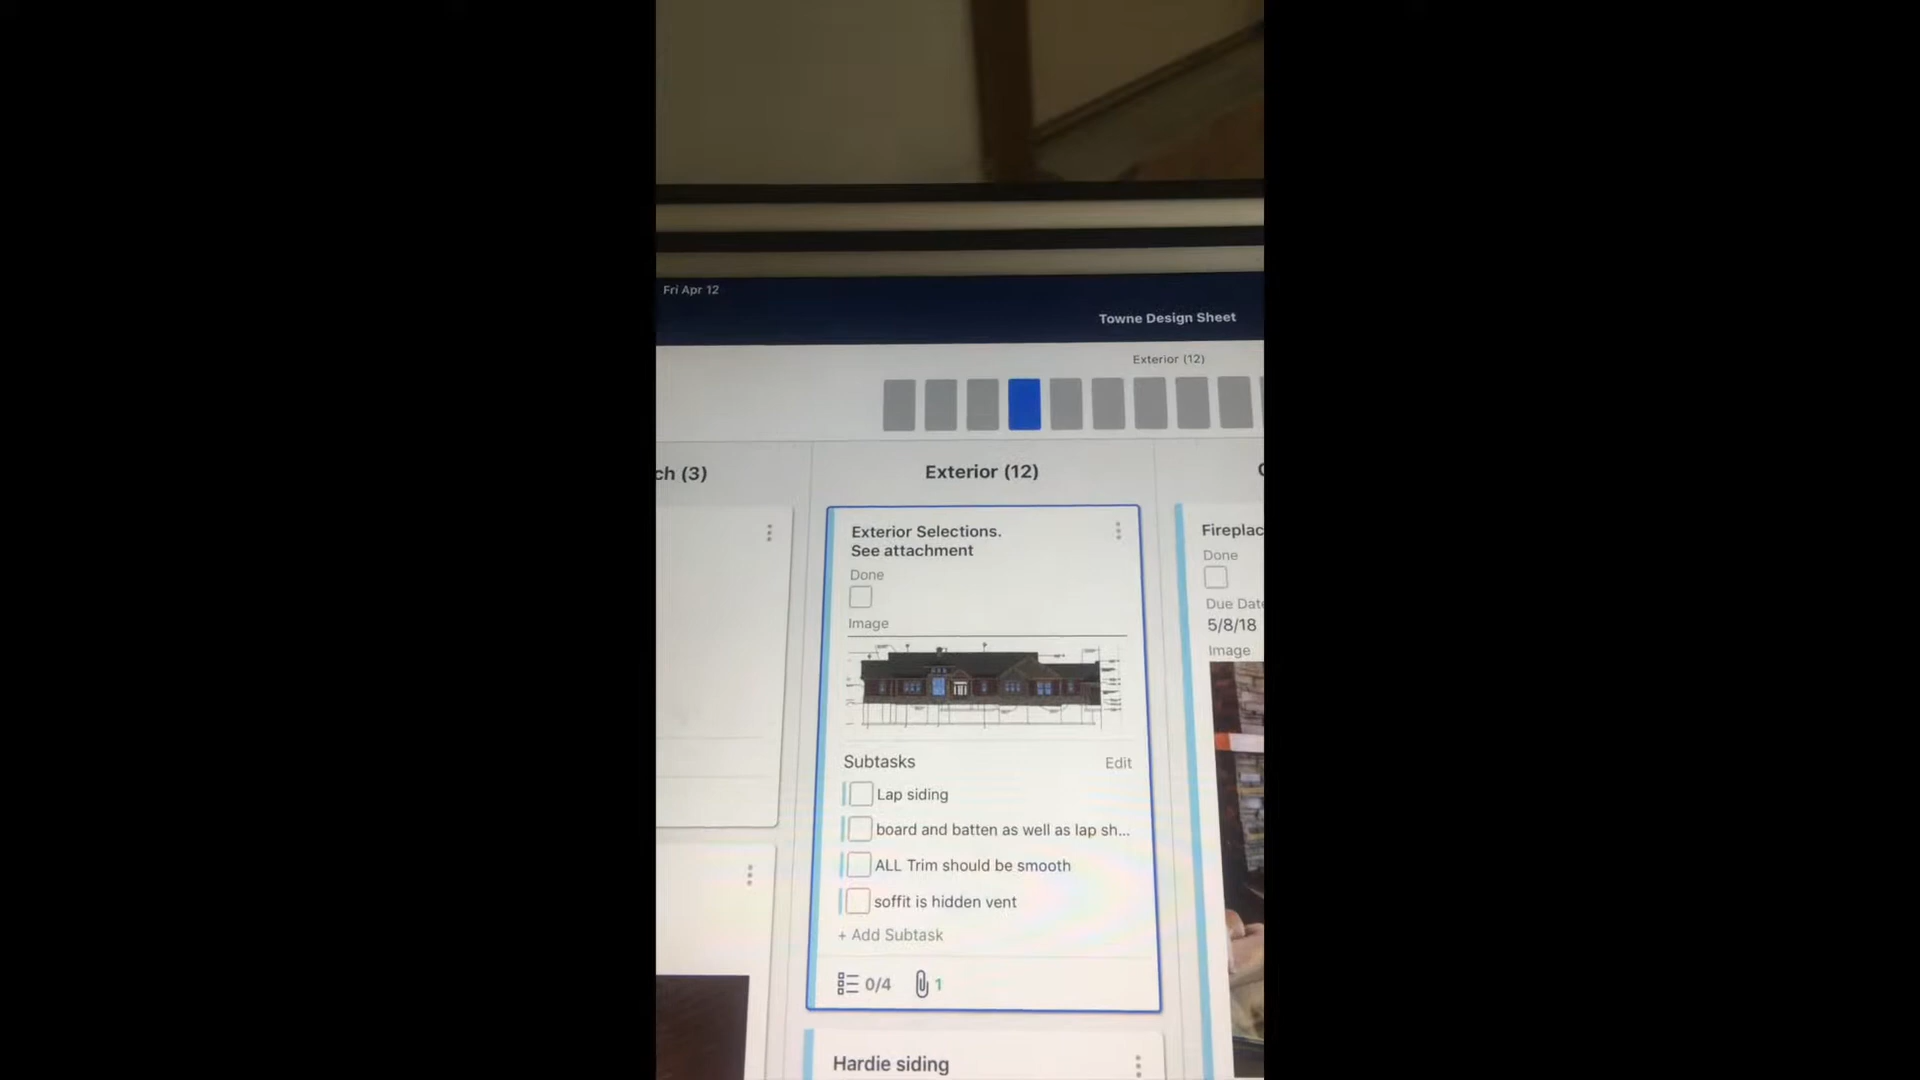 Fri Apr 12
Towne Design Sheet
Exterior (12)
ch (3)
Exterior (12)
Exterior Selections.
See attachment
Done
Image
Subtasks
Edit
Lap siding
board and batten as well as lap sh...
ALL Trim should be smooth
soffit is hidden vent
+ Add Subtask
0/4
1
Hardie siding
Fireplac
Done
Due Date
5/8/18
Image